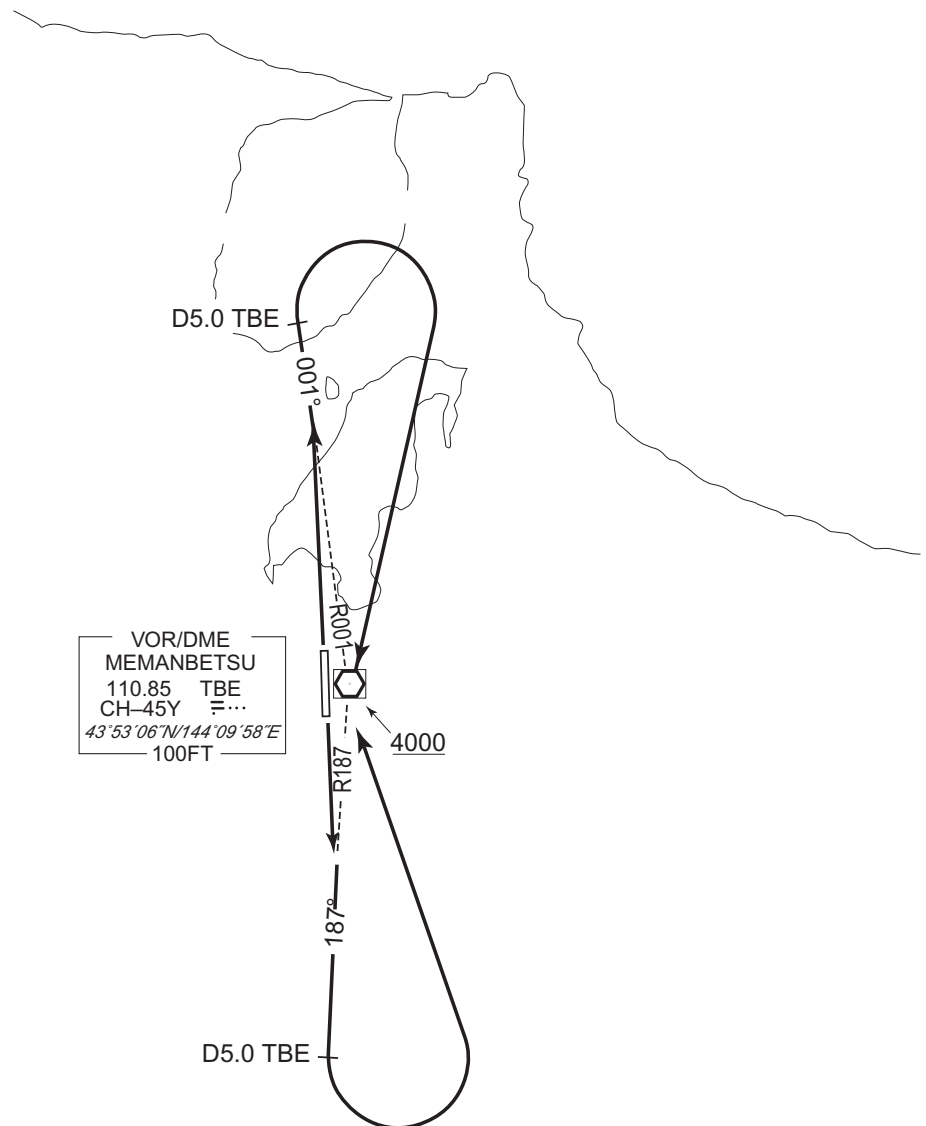 D5.0 TBE
001°
R001
VOR/DME
MEMANBETSU
110.85 TBE
CH–45Y
43°53´06˝N/144°09´58˝E
100FT
4000
R187
187°
D5.0 TBE